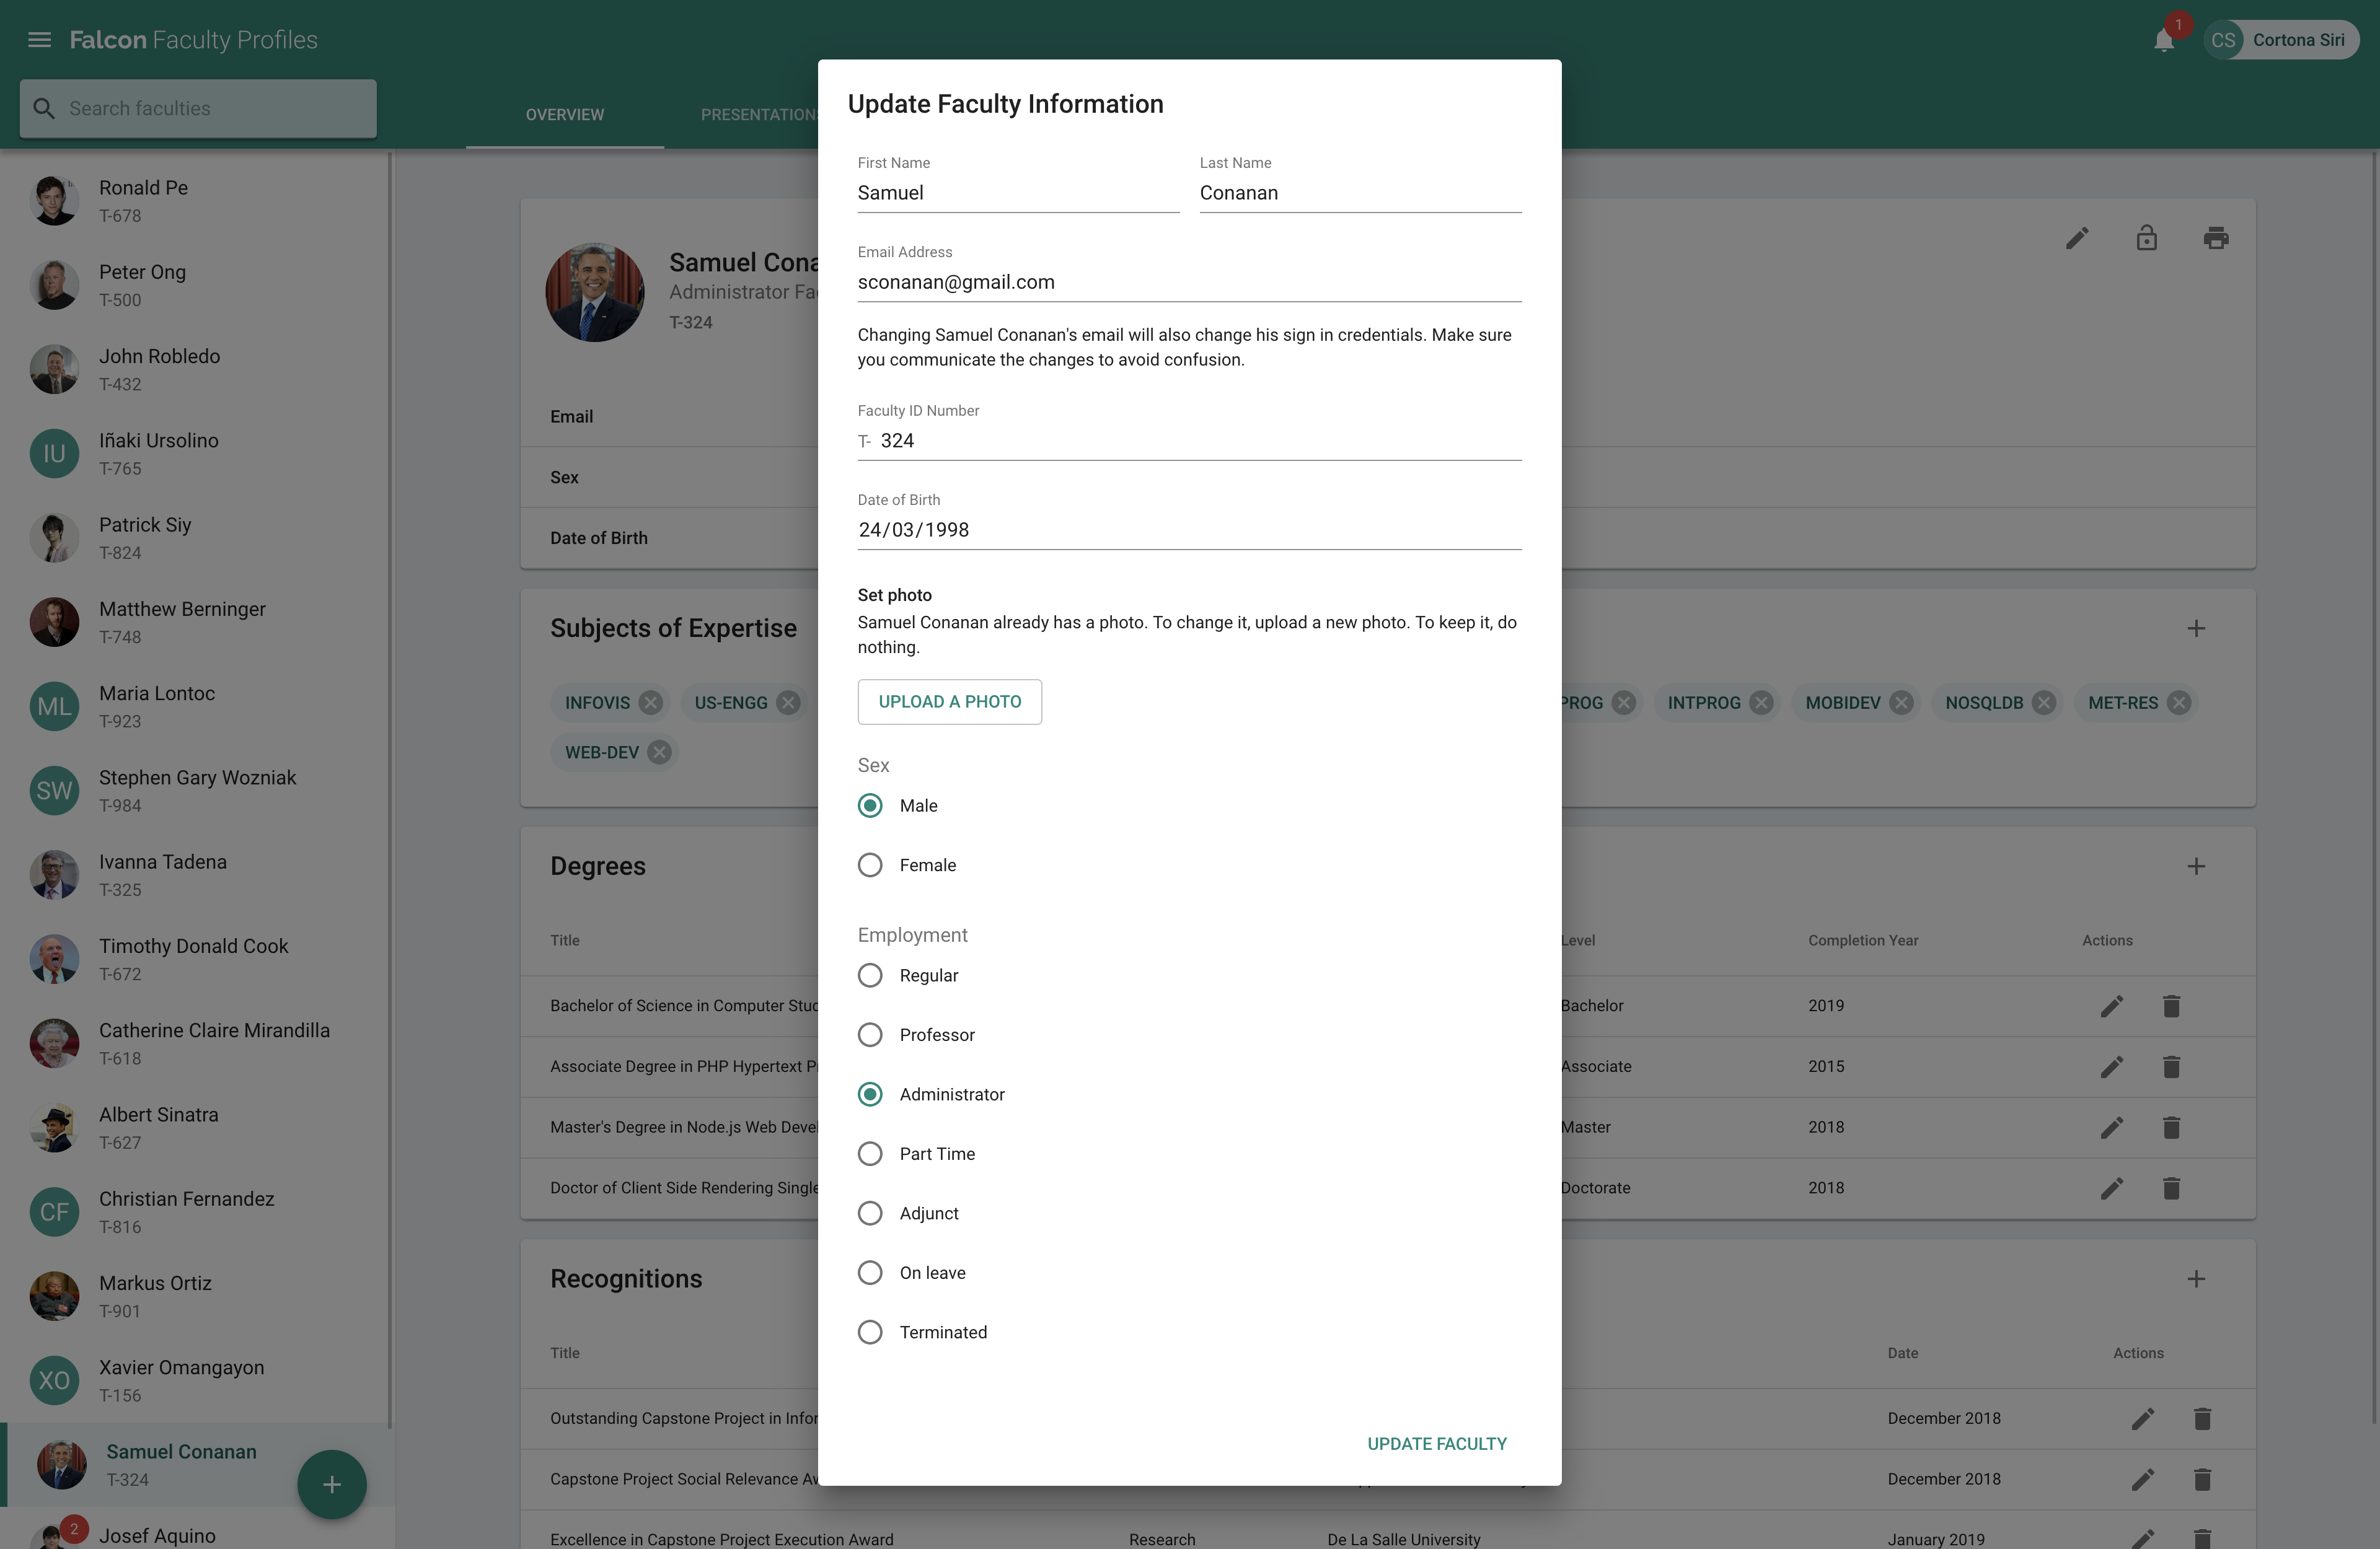 Falcon Faculty Profiles
1
CS
Cortona Siri
Search faculties
OVERVIEW
PRESENTATIONS
Ronald Pe
T-678
Peter Ong
T-500
John Robledo
T-432
IU
Iñaki Ursolino
T-765
Patrick Siy
T-824
Matthew Berninger
T-748
ML
Maria Lontoc
T-923
SW
Stephen Gary Wozniak
T-984
Ivanna Tadena
T-325
Timothy Donald Cook
T-672
Catherine Claire Mirandilla
T-618
Albert Sinatra
T-627
CF
Christian Fernandez
T-816
Markus Ortiz
T-901
XO
Xavier Omangayon
T-156
Samuel Conanan
T-324
+
2
Josef Aquino
Samuel Cona
Administrator Fa
T-324
Email
Sex
Date of Birth
Subjects of Expertise
INFOVIS
US-ENGG
PROG
INTPROG
MOBIDEV
NOSQLDB
MET-RES
WEB-DEV
Degrees
Title
Level
Completion Year
Actions
Bachelor of Science in Computer Stud
Bachelor
2019
Associate Degree in PHP Hypertext P
Associate
2015
Master's Degree in Node.js Web Devel
Master
2018
Doctor of Client Side Rendering Single
Doctorate
2018
Recognitions
Title
Date
Actions
Outstanding Capstone Project in Infor
December 2018
Capstone Project Social Relevance Aw
December 2018
Excellence in Capstone Project Execution Award
Research
De La Salle University
January 2019
Update Faculty Information
First Name
Samuel
Last Name
Conanan
Email Address
sconanan@gmail.com
Changing Samuel Conanan's email will also change his sign in credentials. Make sure
you communicate the changes to avoid confusion.
Faculty ID Number
T- 324
Date of Birth
24/03/1998
Set photo
Samuel Conanan already has a photo. To change it, upload a new photo. To keep it, do
nothing.
UPLOAD A PHOTO
Sex
Male
Female
Employment
Regular
Professor
Administrator
Part Time
Adjunct
On leave
Terminated
UPDATE FACULTY